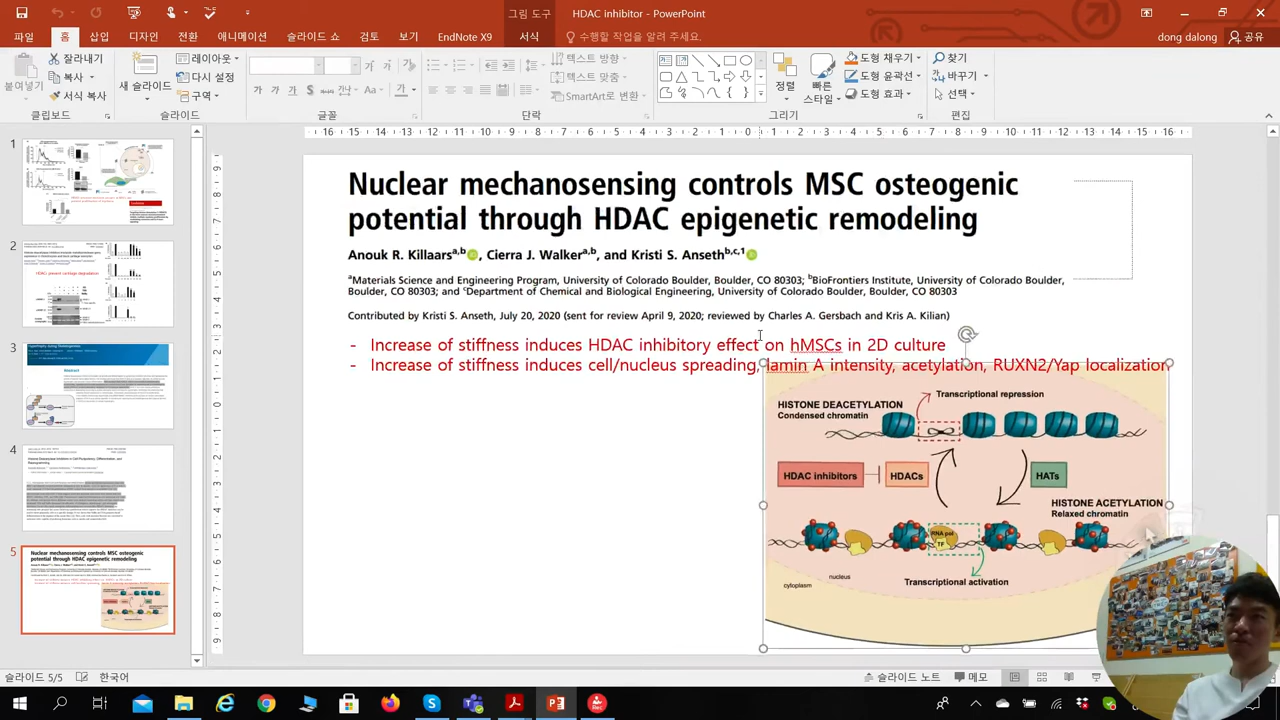 HDAC inhibitor - PowerPoint
그림 도구
파일 홈 삽입 디자인 전환 애니메이션 슬라이드 쇼 검토 보기 EndNote X9 서식 수행할 작업을 알려 주세요. dong dalong 공유
붙여넣기
잘라내기
복사
서식 복사
클립보드
새 슬라이드
레이아웃
다시 설정
구역
슬라이드
글꼴
텍스트 방향
텍스트 맞춤
SmartArt로 변환
단락
정렬
빠른 스타일
도형 채우기
도형 윤곽선
도형 효과
그리기
찾기
바꾸기
선택
편집
1
2
3
4
5
Nuclear mechanosensing controls MSC osteogenic
potential through HDAC epigenetic remodeling
Nuclear mechanosensing controls MSC osteogenic
potential through HDAC epigenetic remodeling
Anouk R. Killaars, Cierra J. Walker a,b, and Kristi S. Anseth b,c,1
a Materials Science and Engineering Program, University of Colorado Boulder, Boulder, CO 80303; b BioFrontiers Institute, University of Colorado Boulder,
Boulder, CO 80303; and c Department of Chemical and Biological Engineering, University of Colorado Boulder, Boulder, CO 80303
Contributed by Kristi S. Anseth, July 20, 2020 (sent for review April 9, 2020; reviewed by Charles A. Gersbach and Kris A. Kilian)
- Increase of stiffness induces HDAC inhibitory effect on hMSCs in 2D culture
- Increase of stiffness induces cell/nucleus spreading, lamin A intensity, acetylation, RUXN2/Yap localization
Transcriptional repression
HISTONE DEACETYLATION
Condensed chromatin
HDAC inhibitors HDACs HATs
HISTONE ACETYLATION
Relaxed chromatin
RNA pol
TF
Transcriptional activation
nucleus
cytoplasm
슬라이드 5/5 한국어 슬라이드 노트 메모